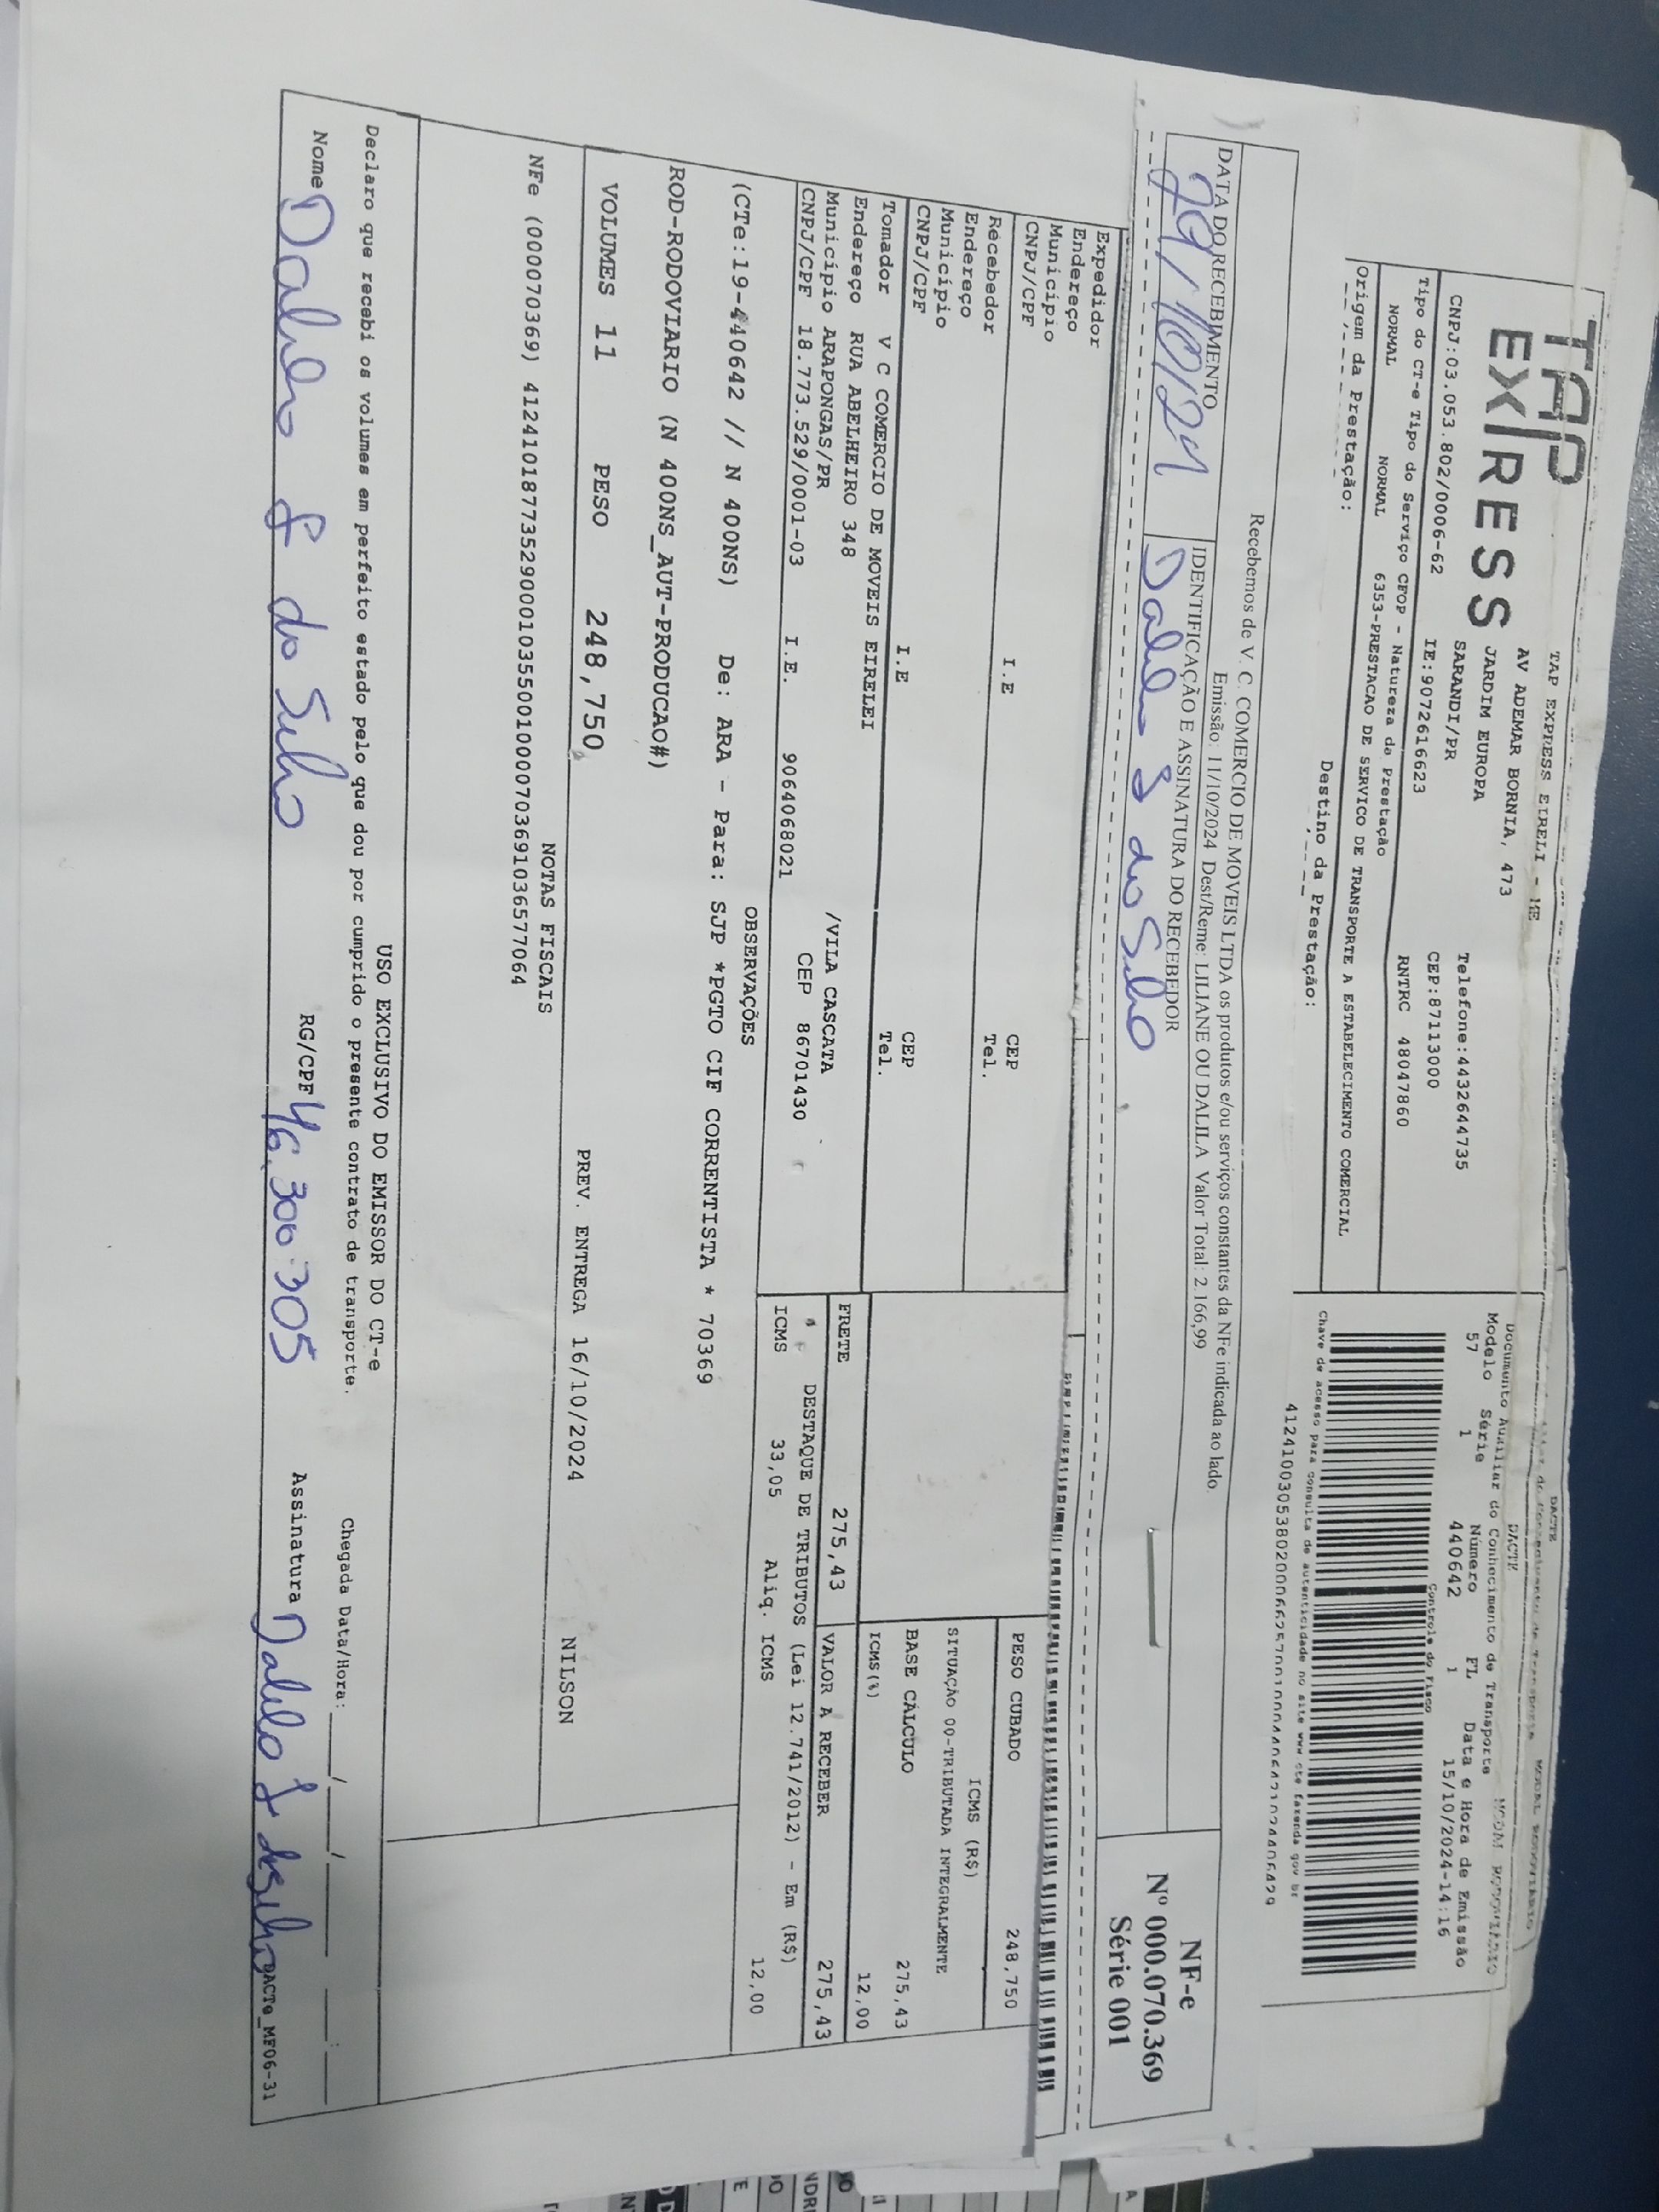 TAP
EXPRESS
TAP EXPRESS EIRELI - ME
AV ADEMAR BORNIA, 473
JARDIM EUROPA
SARANDI/PR
Telefone:4432644735
CNPJ:03.053.802/0006-62 IE:9072616623 CEP:87113000
RNTRC 48047860
Tipo do CT-e Tipo do Serviço CFOP - Natureza da Prestação
NORMAL NORMAL 6353-PRESTACAO DE SERVICO DE TRANSPORTE A ESTABELECIMENTO COMERCIAL
Origem da Prestação: Destino da Prestação:
DACTE
DACTE
Documento Auxiliar do Conhecimento de Transporte
Modelo Série Número FL Data e Hora de Emissão
57 1 440642 1 15/10/2024-14:16
Controle do Fisco
Chave de acesso para consulta de autenticidade no site www.cte.fazenda.gov.br
Recebemos de V. C. COMERCIO DE MOVEIS LTDA os produtos e/ou serviços constantes da NFe indicada ao lado.
Emissão: 11/10/2024 Dest/Reme: LILIANE OU DALILA Valor Total: 2.166,99
DATA DO RECEBIMENTO IDENTIFICAÇÃO E ASSINATURA DO RECEBEDOR
NF-e
Nº 000.070.369
Série 001
Expedidor
Endereço
Município I.E CEP
CNPJ/CPF Tel.
Recebedor
Endereço
Município I.E CEP
CNPJ/CPF Tel.
Tomador V C COMERCIO DE MOVEIS EIRELEI
Endereço RUA ABELHEIRO 348 /VILA CASCATA
Município ARAPONGAS/PR CEP 86701430
CNPJ/CPF 18.773.529/0001-03 I.E. 9064068021
PESO CUBADO 248,750
ICMS (R$)
SITUAÇÃO 00-TRIBUTADA INTEGRALMENTE
BASE CÁLCULO 275,43
ICMS(%) 12,00
FRETE 275,43 VALOR A RECEBER 275,43
DESTAQUE DE TRIBUTOS (Lei 12.741/2012) - Em (R$)
ICMS 33,05 Aliq. ICMS 12,00
OBSERVAÇÕES
(CTe:19-440642 // N 400NS) De: ARA - Para: SJP *PGTO CIF CORRENTISTA * 70369
ROD-RODOVIARIO (N 400NS_AUT-PRODUCAO#)
VOLUMES 11 PESO 248,750 PREV. ENTREGA 16/10/2024 NILSON
NOTAS FISCAIS
NFe (000070369) 41241018773529000103550010000703691036577064
USO EXCLUSIVO DO EMISSOR DO CT-e
Declaro que recebi os volumes em perfeito estado pelo que dou por cumprido o presente contrato de transporte. Chegada Data/Hora: ___/___/___ __:__
Nome RG/CPF 46.300.305 Assinatura
DACTe_MF06-31